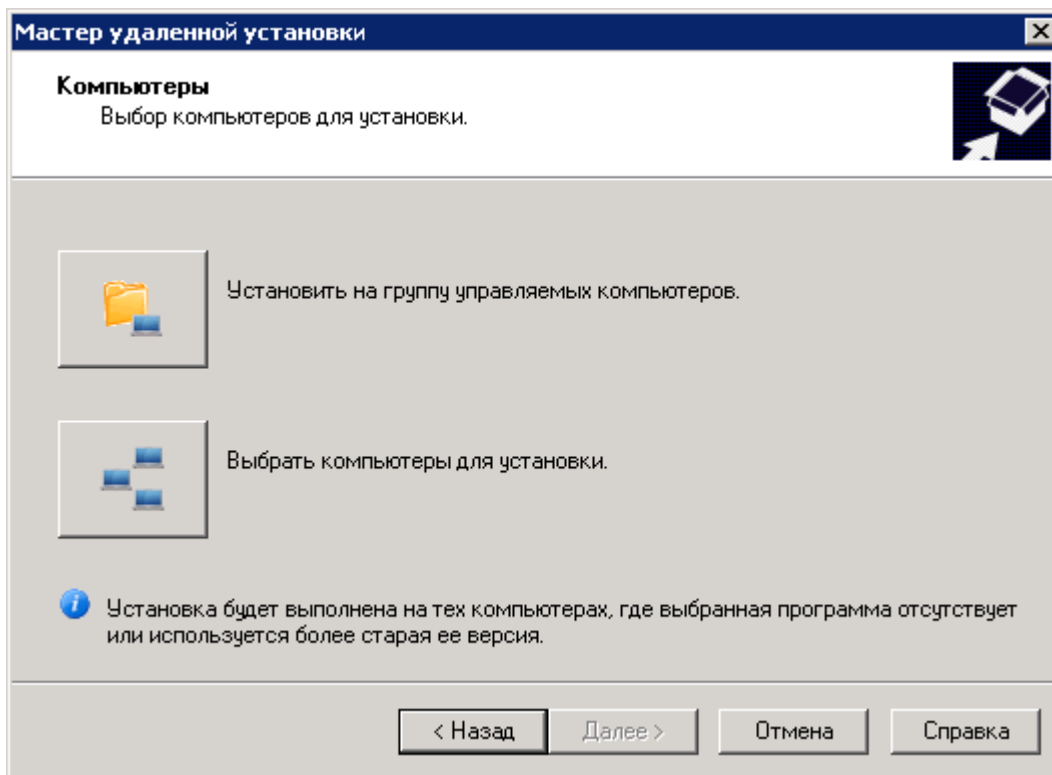 Мастер удаленной установки
Компьютеры
Выбор компьютеров для установки.
Установить на группу управляемых компьютеров.
Выбрать компьютеры для установки.
Установка будет выполнена на тех компьютерах, где выбранная программа отсутствует
или используется более старая ее версия.
< Назад
Далее >
Отмена
Справка